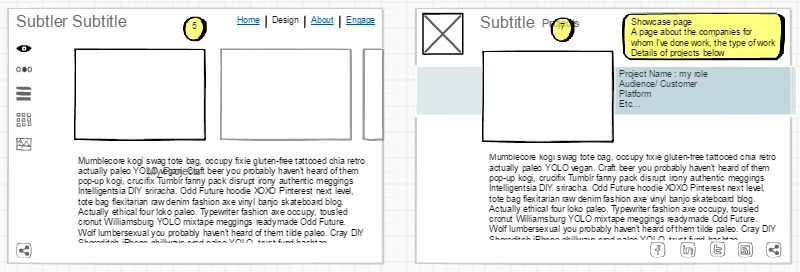 Subtler Subtitle
5
Home | Design | About | Engage
Mumblecore kogi swag tote bag, occupy fixie gluten-free tattooed chia retro
actually paleo YOLO vegan. Craft beer you probably haven't heard of them
My Projects
pop-up kogi, crucifix Tumblr fanny pack disrupt irony authentic meggings
Intelligentsia DIY sriracha. Odd Future hoodie XOXO Pinterest next level,
tote bag flexitarian raw denim fashion axe vinyl banjo skateboard blog.
Actually ethical four loko paleo. Typewriter fashion axe occupy, tousled
cronut Williamsburg YOLO mixtape meggings readymade Odd Future.
Wolf lumbersexual you probably haven't heard of them tilde paleo. Cray DIY
Shoreditch iPhone chillwave ombd paleo YOLO, trust fund hashtag
Subtitle Projects
7
Showcase page
A page about the companies for
whom I've done work, the type of work
Details of projects below
Project Name : my role
Audience/ Customer
Platform
Etc...
Mumblecore kogi swag tote bag, occupy fixie gluten-free tattooed chia retro
actually paleo YOLO vegan. Craft beer you probably haven't heard of them
pop-up kogi, crucifix Tumblr fanny pack disrupt irony authentic meggings
Intelligentsia DIY sriracha. Odd Future hoodie XOXO Pinterest next level,
tote bag flexitarian raw denim fashion axe vinyl banjo skateboard blog.
Actually ethical four loko paleo. Typewriter fashion axe occupy, tousled
cronut Williamsburg YOLO mixtape meggings readymade Odd Future.
Wolf lumbersexual you probably haven't heard of them tilde paleo. Cray DIY
Shoreditch iPhone chillwave paleo YOLO, trust fund hashtag